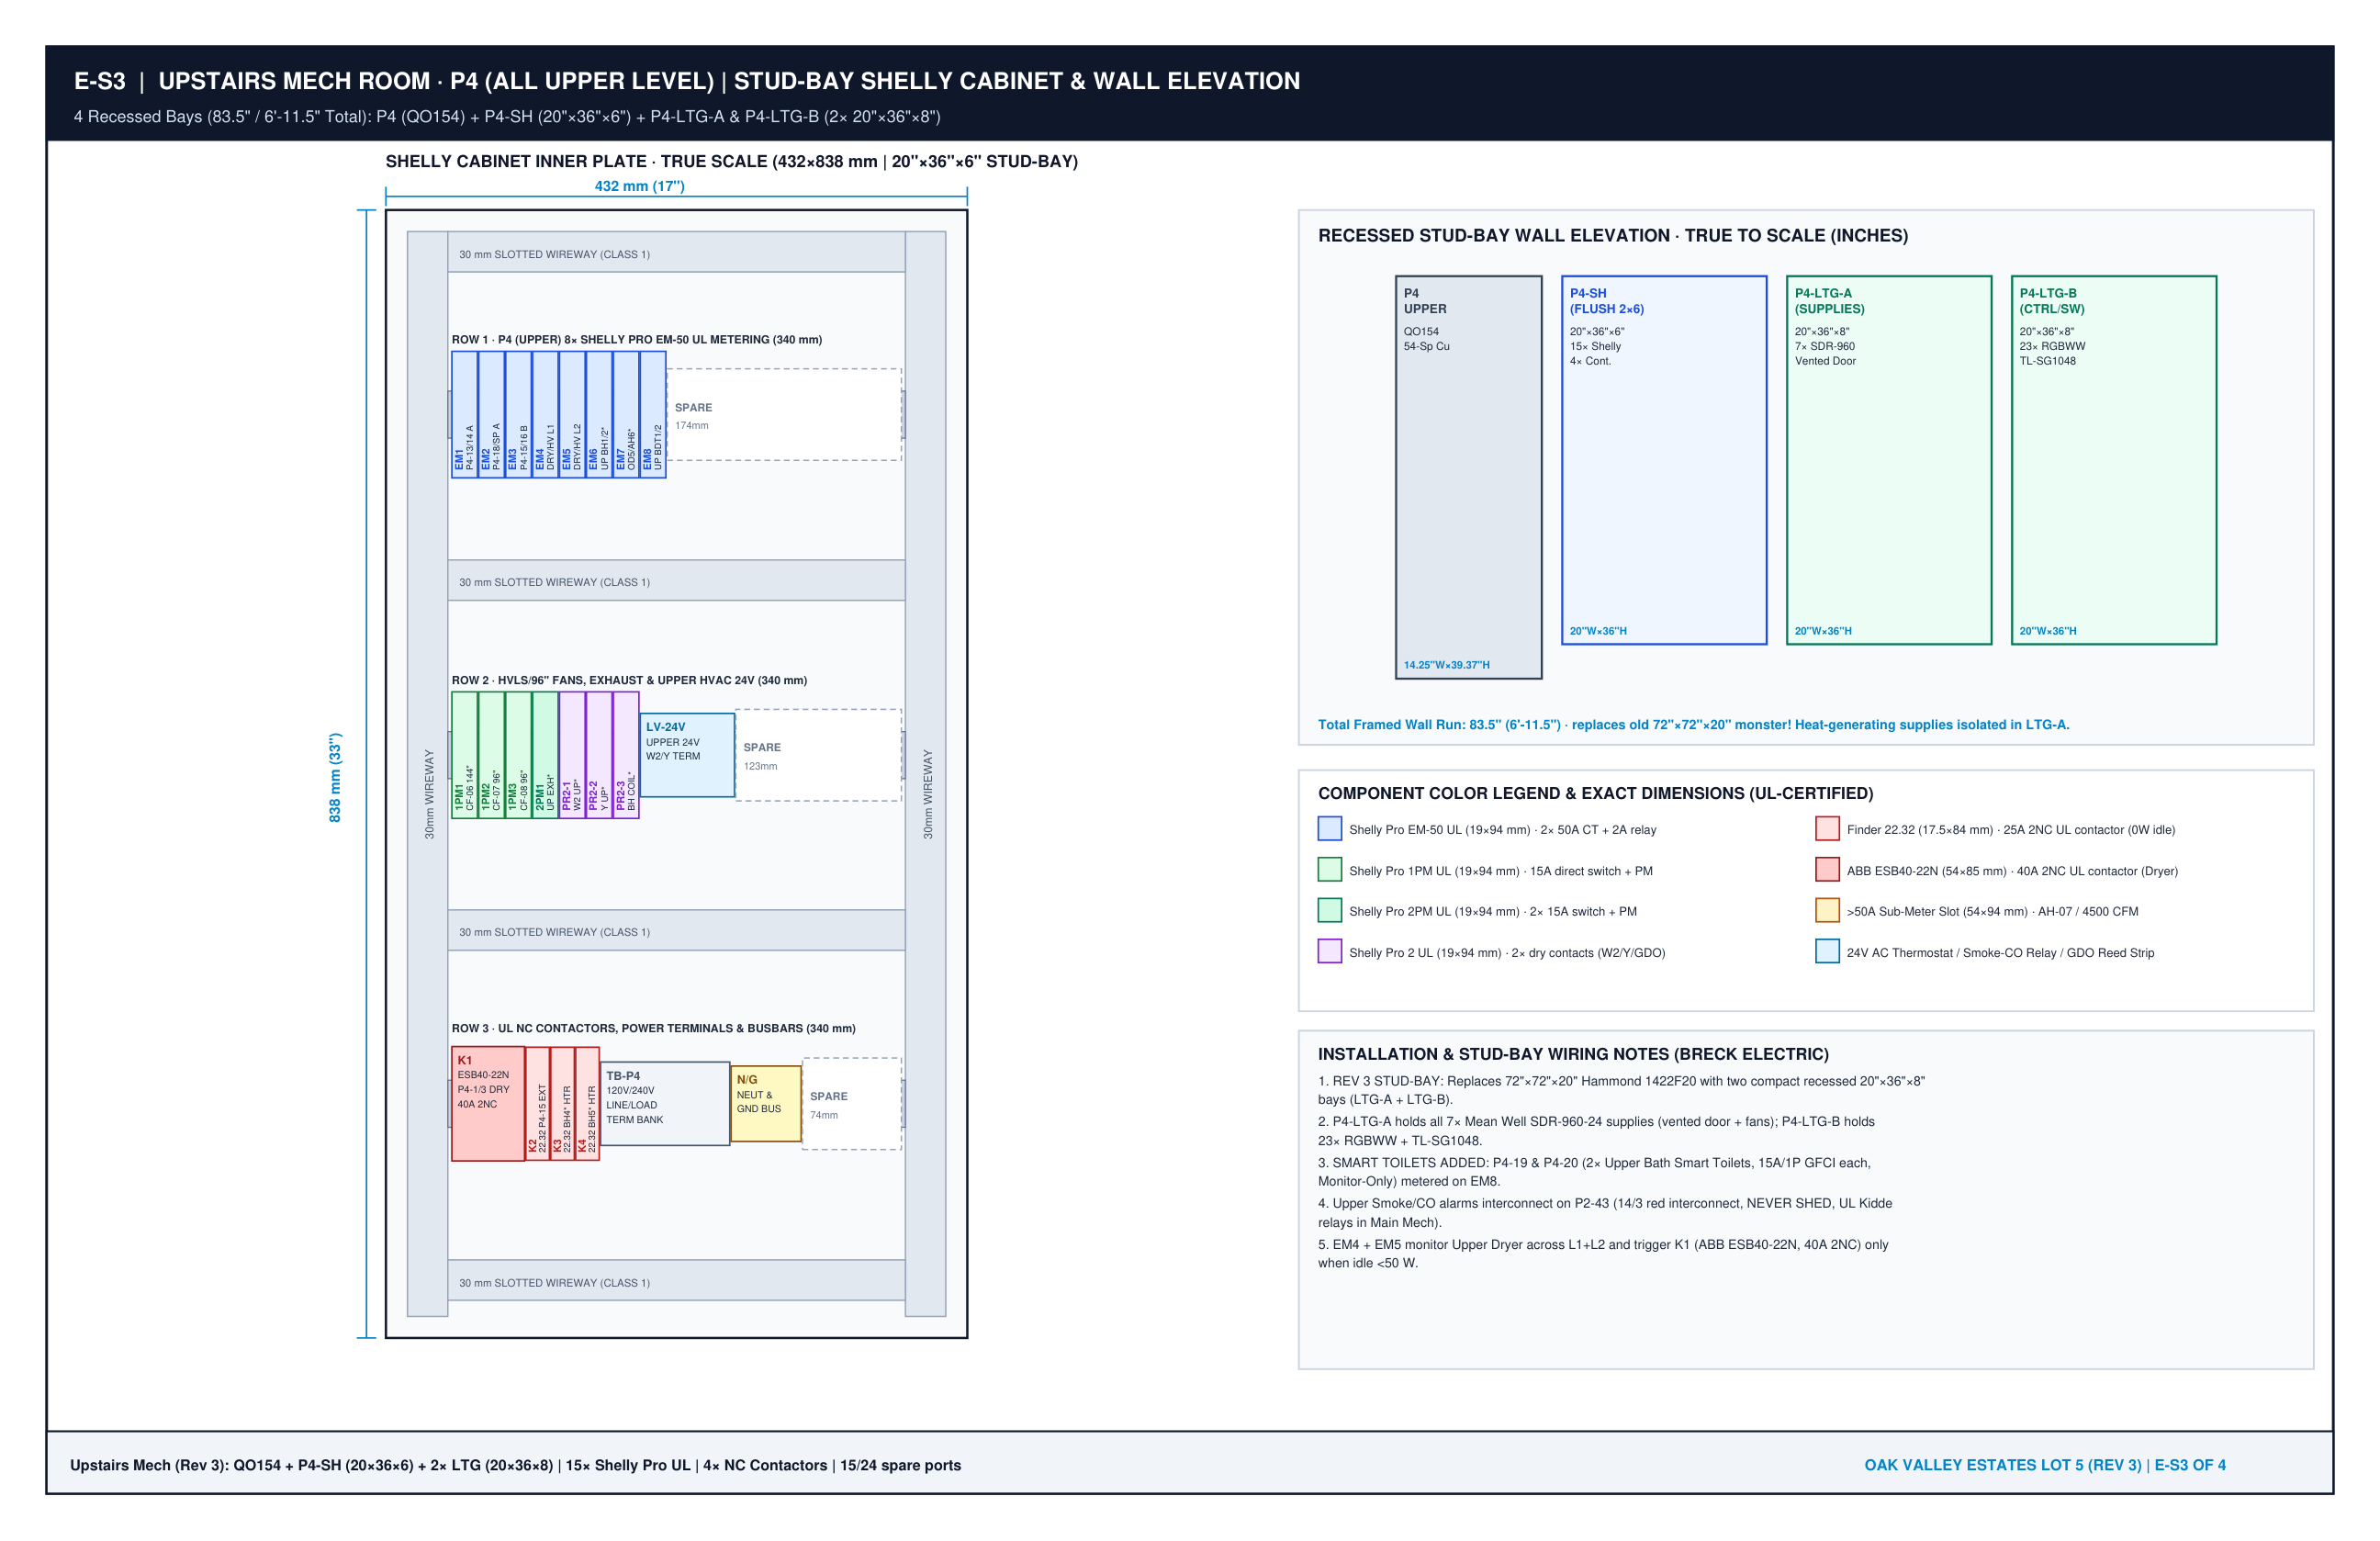 E-S3 | UPSTAIRS MECH ROOM · P4 (ALL UPPER LEVEL) | STUD-BAY SHELLY CABINET & WALL ELEVATION
4 Recessed Bays (83.5" / 6'-11.5" Total): P4 (QO154) + P4-SH (20"×36"×6") + P4-LTG-A & P4-LTG-B (2× 20"×36"×8")
SHELLY CABINET INNER PLATE · TRUE SCALE (432×838 mm | 20"×36"×6" STUD-BAY)
432 mm (17")
838 mm (33")
30mm WIREWAY
30mm WIREWAY
30 mm SLOTTED WIREWAY (CLASS 1)
ROW 1 · P4 (UPPER) 8× SHELLY PRO EM-50 UL METERING (340 mm)
EM1
P4-13/14 A
EM2
P4-18/SP A
EM3
P4-15/16 B
EM4
DRY/HV L1
EM5
DRY/HV L2
EM6
UP BH1/2*
EM7
OD5/AH6*
EM8
UP BDT1/2
SPARE
174mm
30 mm SLOTTED WIREWAY (CLASS 1)
ROW 2 · HVLS/96" FANS, EXHAUST & UPPER HVAC 24V (340 mm)
1PM1
CF-06 144"
1PM2
CF-07 96"
1PM3
CF-08 96"
2PM1
UP EXH*
PR2-1
W2 UP*
PR2-2
Y UP*
PR2-3
BH COIL*
LV-24V
UPPER 24V
W2/Y TERM
SPARE
123mm
30 mm SLOTTED WIREWAY (CLASS 1)
ROW 3 · UL NC CONTACTORS, POWER TERMINALS & BUSBARS (340 mm)
K1
ESB40-22N
P4-1/3 DRY
40A 2NC
K2
22.32 P4-15 EXT
K3
22.32 BH4* HTR
K4
22.32 BH5* HTR
TB-P4
120V/240V
LINE/LOAD
TERM BANK
N/G
NEUT &
GND BUS
SPARE
74mm
30 mm SLOTTED WIREWAY (CLASS 1)
RECESSED STUD-BAY WALL ELEVATION · TRUE TO SCALE (INCHES)
P4
UPPER
QO154
54-Sp Cu
14.25"W×39.37"H
P4-SH
(FLUSH 2×6)
20"×36"×6"
15× Shelly
4× Cont.
20"W×36"H
P4-LTG-A
(SUPPLIES)
20"×36"×8"
7× SDR-960
Vented Door
20"W×36"H
P4-LTG-B
(CTRL/SW)
20"×36"×8"
23× RGBWW
TL-SG1048
20"W×36"H
Total Framed Wall Run: 83.5" (6'-11.5") · replaces old 72"×72"×20" monster! Heat-generating supplies isolated in LTG-A.
COMPONENT COLOR LEGEND & EXACT DIMENSIONS (UL-CERTIFIED)
Shelly Pro EM-50 UL (19×94 mm) · 2× 50A CT + 2A relay
Finder 22.32 (17.5×84 mm) · 25A 2NC UL contactor (0W idle)
Shelly Pro 1PM UL (19×94 mm) · 15A direct switch + PM
ABB ESB40-22N (54×85 mm) · 40A 2NC UL contactor (Dryer)
Shelly Pro 2PM UL (19×94 mm) · 2× 15A switch + PM
>50A Sub-Meter Slot (54×94 mm) · AH-07 / 4500 CFM
Shelly Pro 2 UL (19×94 mm) · 2× dry contacts (W2/Y/GDO)
24V AC Thermostat / Smoke-CO Relay / GDO Reed Strip
INSTALLATION & STUD-BAY WIRING NOTES (BRECK ELECTRIC)
1. REV 3 STUD-BAY: Replaces 72"×72"×20" Hammond 1422F20 with two compact recessed 20"×36"×8"
bays (LTG-A + LTG-B).
2. P4-LTG-A holds all 7× Mean Well SDR-960-24 supplies (vented door + fans); P4-LTG-B holds
23× RGBWW + TL-SG1048.
3. SMART TOILETS ADDED: P4-19 & P4-20 (2× Upper Bath Smart Toilets, 15A/1P GFCI each,
Monitor-Only) metered on EM8.
4. Upper Smoke/CO alarms interconnect on P2-43 (14/3 red interconnect, NEVER SHED, UL Kidde
relays in Main Mech).
5. EM4 + EM5 monitor Upper Dryer across L1+L2 and trigger K1 (ABB ESB40-22N, 40A 2NC) only
when idle <50 W.
Upstairs Mech (Rev 3): QO154 + P4-SH (20×36×6) + 2× LTG (20×36×8) | 15× Shelly Pro UL | 4× NC Contactors | 15/24 spare ports
OAK VALLEY ESTATES LOT 5 (REV 3) | E-S3 OF 4